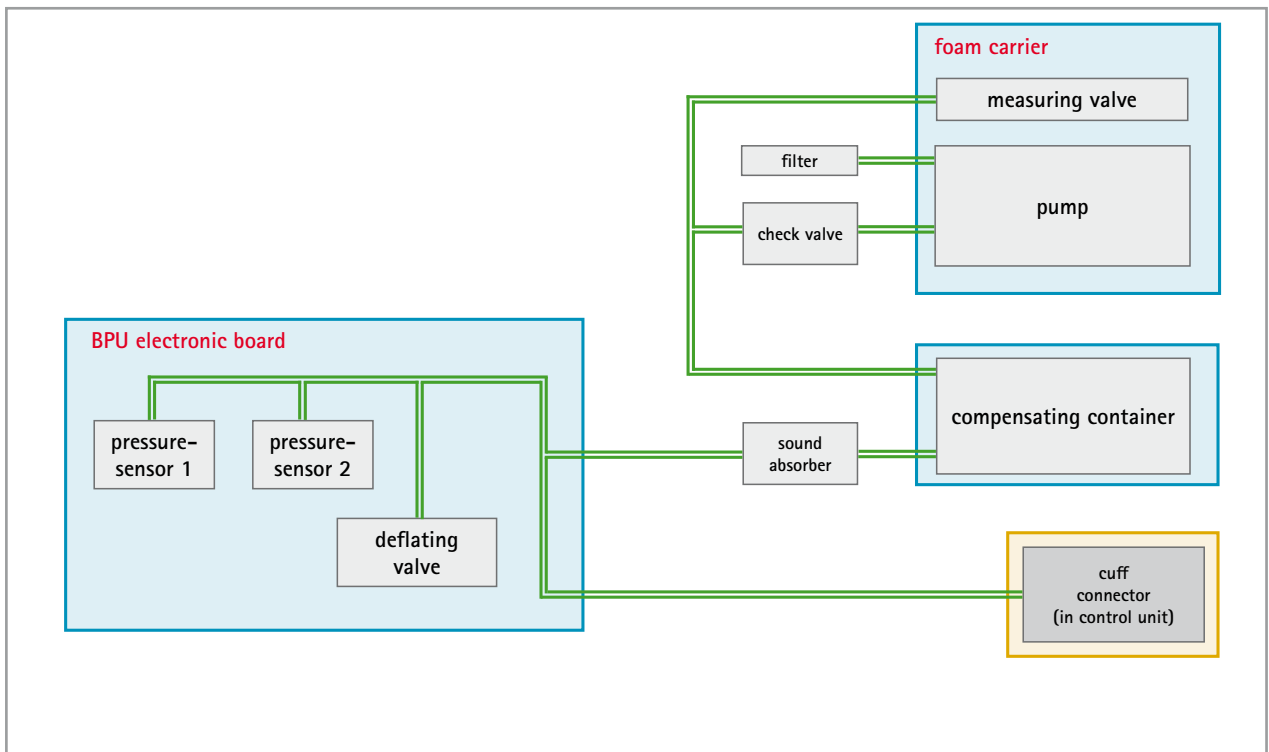 foam carrier
measuring valve
filter
pump
check valve
BPU electronic board
pressure-
sensor 1
pressure-
sensor 2
compensating container
sound
absorber
deflating
valve
cuff
connector
(in control unit)